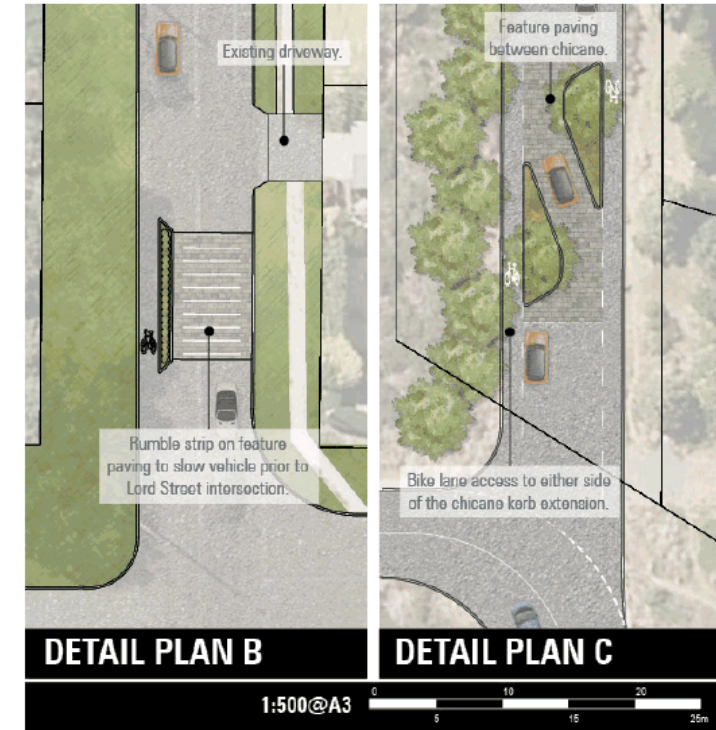 Existing driveway.
Rumble strip on feature
paving to slow vehicle prior to
Lord Street intersection.
DETAIL PLAN B
Feature paving
between chicane.
Bike lane access to either side
of the chicane kerb extension.
DETAIL PLAN C
1:500@A3
0 10 20
5 15 25m